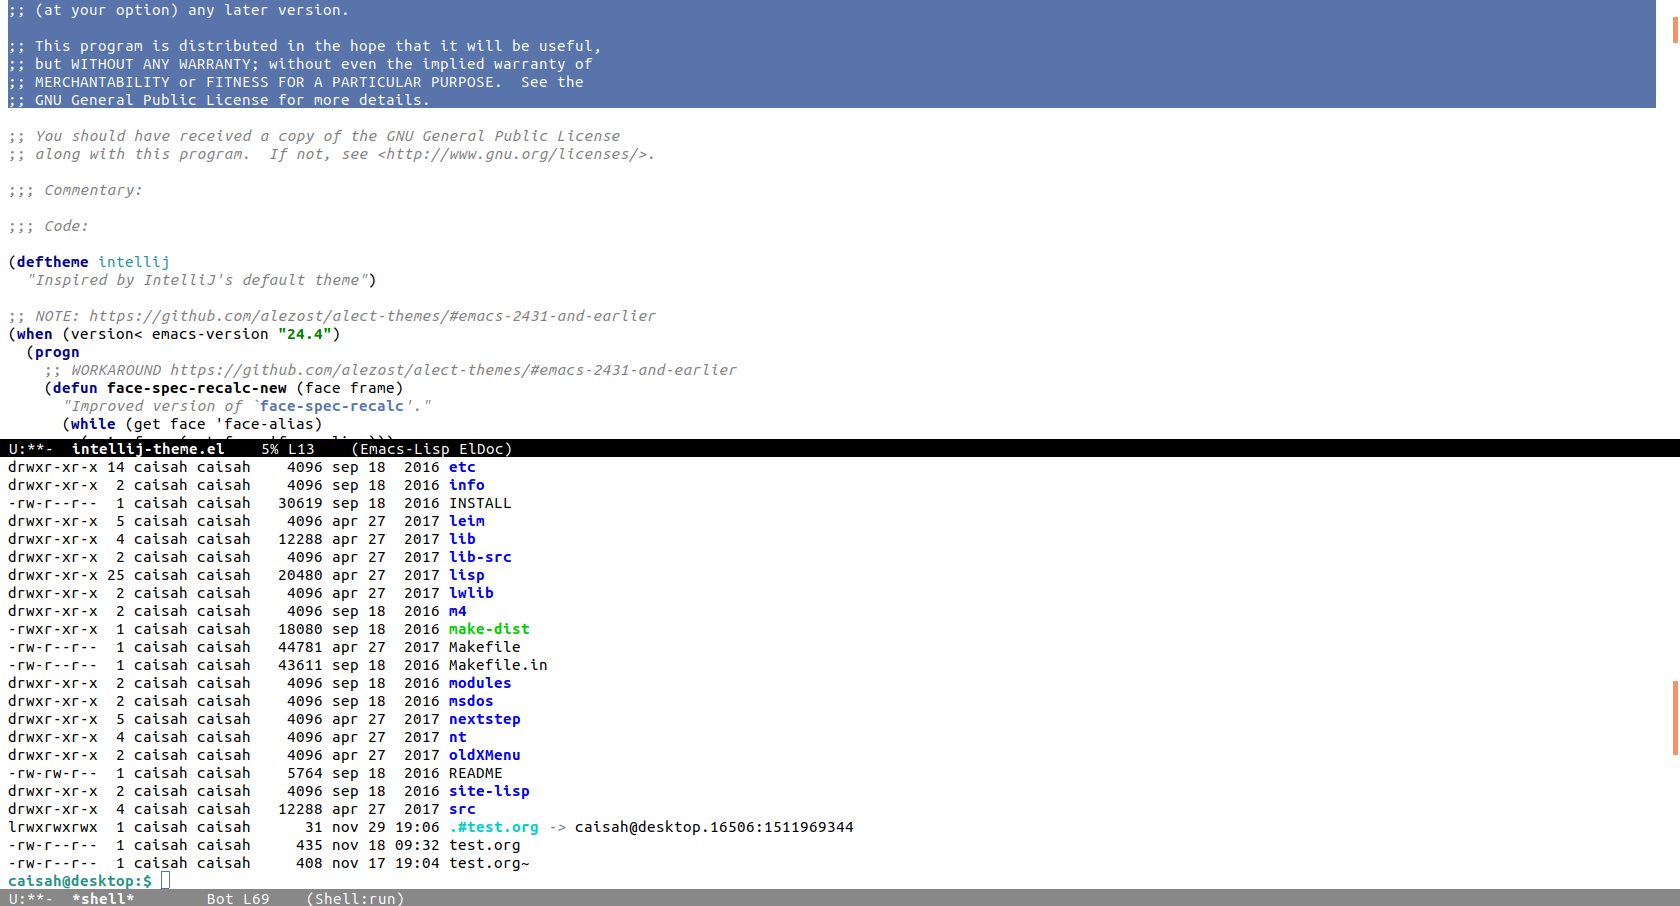 ;; (at your option) any later version.
;; This program is distributed in the hope that it will be useful,
;; but WITHOUT ANY WARRANTY; without even the implied warranty of
;; MERCHANTABILITY or FITNESS FOR A PARTICULAR PURPOSE.  See the
;; GNU General Public License for more details.
;; You should have received a copy of the GNU General Public License
;; along with this program.  If not, see <http://www.gnu.org/licenses/>.
;;; Commentary:
;;; Code:
(deftheme intellij
  "Inspired by IntelliJ's default theme")
;; NOTE: https://github.com/alezost/alect-themes/#emacs-2431-and-earlier
(when (version< emacs-version "24.4")
  (progn
    ;; WORKAROUND https://github.com/alezost/alect-themes/#emacs-2431-and-earlier
    (defun face-spec-recalc-new (face frame)
      "Improved version of `face-spec-recalc'."
      (while (get face 'face-alias)
U:**-  intellij-theme.el    5% L13    (Emacs-Lisp ElDoc)
drwxr-xr-x 14 caisah caisah    4096 sep 18  2016 etc
drwxr-xr-x  2 caisah caisah    4096 sep 18  2016 info
-rw-r--r--  1 caisah caisah   30619 sep 18  2016 INSTALL
drwxr-xr-x  5 caisah caisah    4096 apr 27  2017 leim
drwxr-xr-x  4 caisah caisah   12288 apr 27  2017 lib
drwxr-xr-x  2 caisah caisah    4096 apr 27  2017 lib-src
drwxr-xr-x 25 caisah caisah   20480 apr 27  2017 lisp
drwxr-xr-x  2 caisah caisah    4096 apr 27  2017 lwlib
drwxr-xr-x  2 caisah caisah    4096 sep 18  2016 m4
-rwxr-xr-x  1 caisah caisah   18080 sep 18  2016 make-dist
-rw-r--r--  1 caisah caisah   44781 apr 27  2017 Makefile
-rw-r--r--  1 caisah caisah   43611 sep 18  2016 Makefile.in
drwxr-xr-x  2 caisah caisah    4096 sep 18  2016 modules
drwxr-xr-x  2 caisah caisah    4096 sep 18  2016 msdos
drwxr-xr-x  5 caisah caisah    4096 apr 27  2017 nextstep
drwxr-xr-x  4 caisah caisah    4096 apr 27  2017 nt
drwxr-xr-x  2 caisah caisah    4096 apr 27  2017 oldXMenu
-rw-rw-r--  1 caisah caisah    5764 sep 18  2016 README
drwxr-xr-x  2 caisah caisah    4096 sep 18  2016 site-lisp
drwxr-xr-x  4 caisah caisah   12288 apr 27  2017 src
lrwxrwxrwx  1 caisah caisah      31 nov 29 19:06 .#test.org -> caisah@desktop.16506:1511969344
-rw-r--r--  1 caisah caisah     435 nov 18 09:32 test.org
-rw-r--r--  1 caisah caisah     408 nov 17 19:04 test.org~
caisah@desktop:$
U:**-  *shell*        Bot L69    (Shell:run)